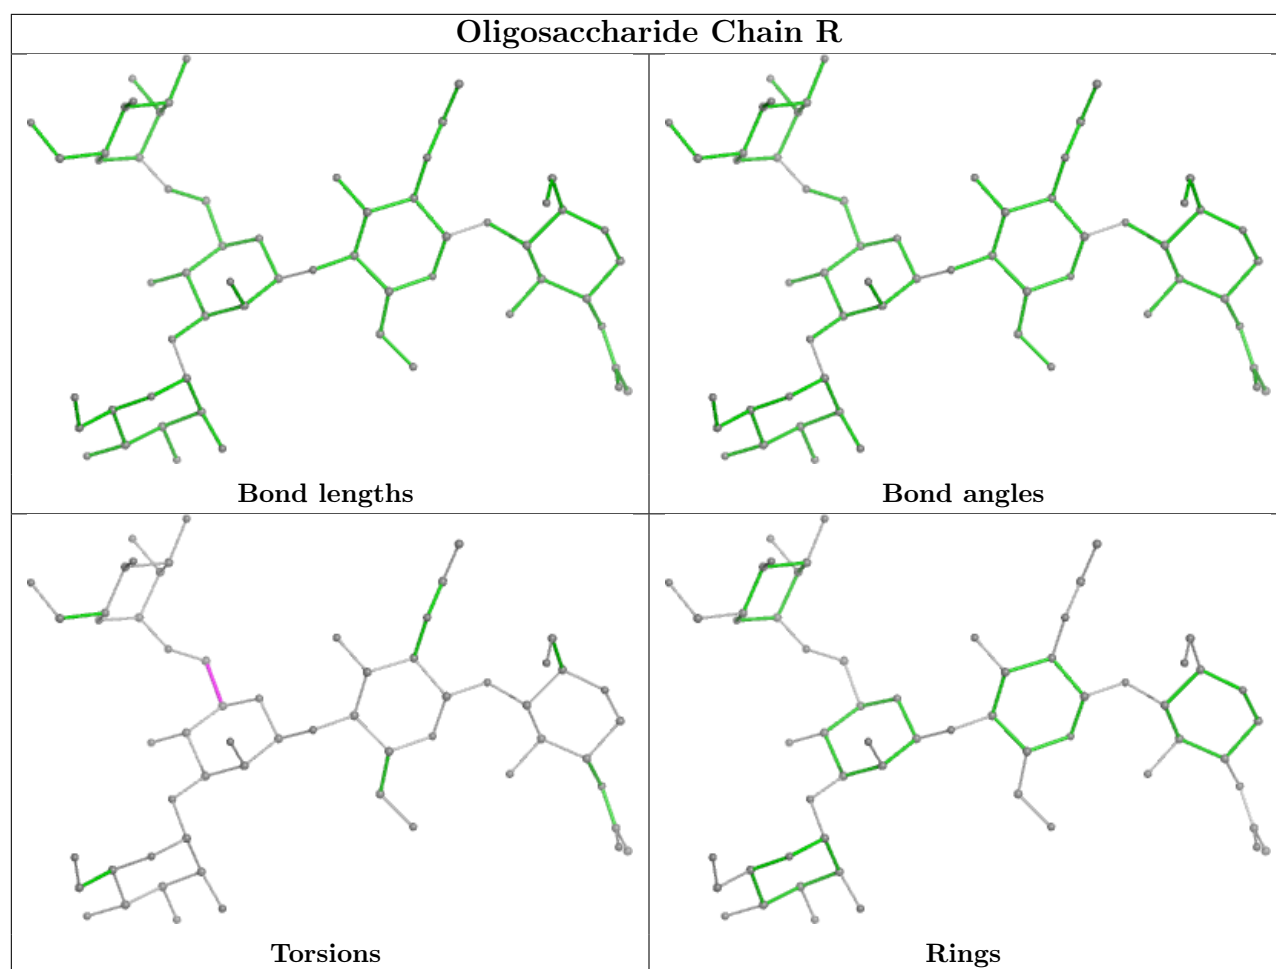 Oligosaccharide Chain R
Bond lengths
Bond angles
Torsions
Rings